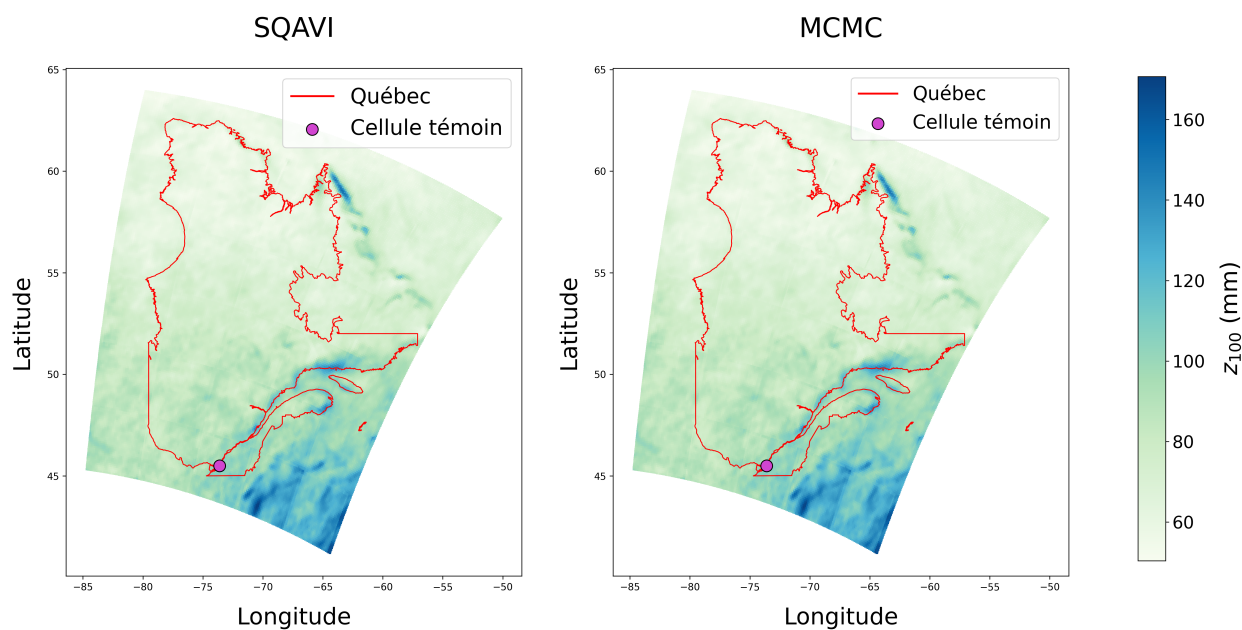 SQAVI
MCMC
Québec
Cellule témoin
Québec
Cellule témoin
65
60
55
50
45
Latitude
−85
−80
−75
−70
−65
−60
−55
−50
Longitude
65
60
55
50
45
Latitude
−85
−80
−75
−70
−65
−60
−55
−50
Longitude
160
140
120
100
80
60
z₁₀₀ (mm)